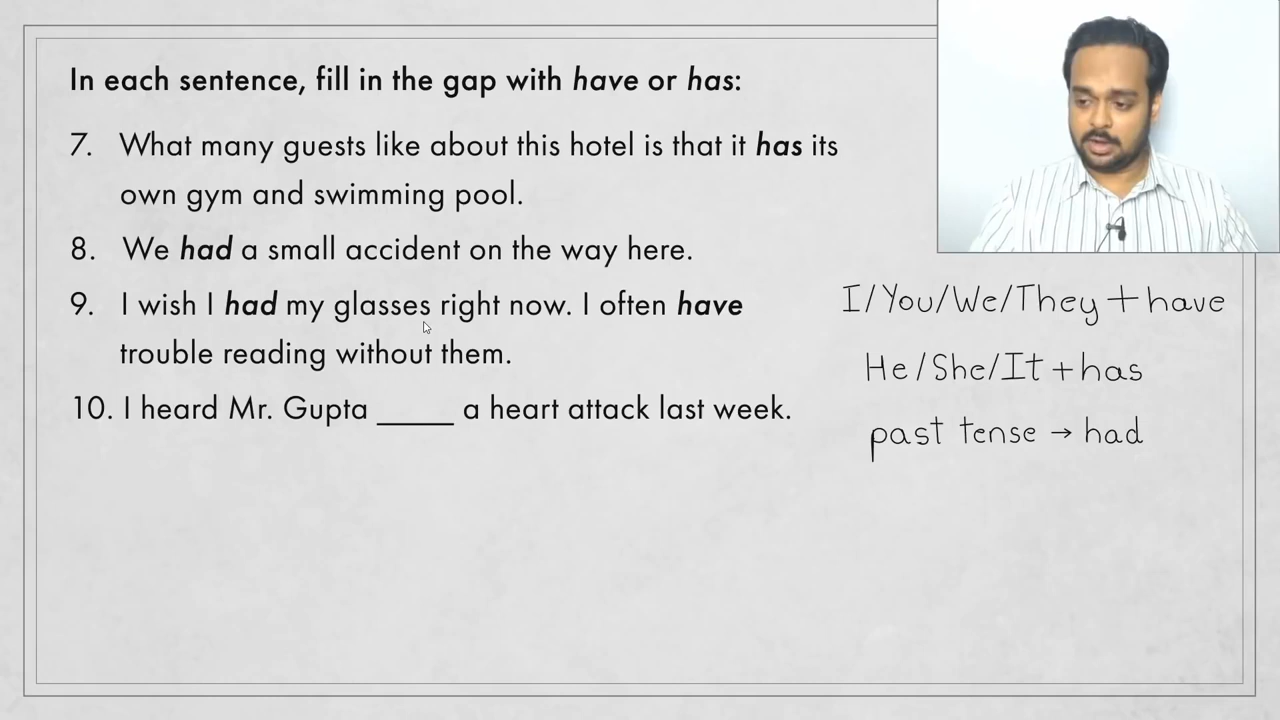 In each sentence, fill in the gap with have or has:
7. What many guests like about this hotel is that it has its
own gym and swimming pool.
8. We had a small accident on the way here.
9. I wish I had my glasses right now. I often have
trouble reading without them.
10. I heard Mr. Gupta _____ a heart attack last week.
I/You/We/They + have
He/She/It + has
past tense → had